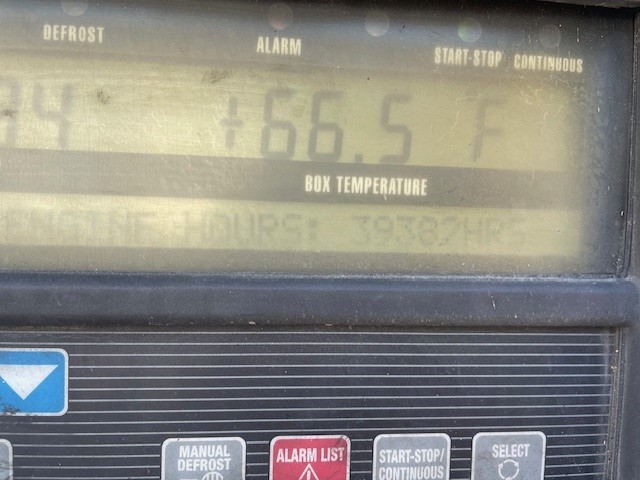 DEFROST
ALARM
START-STOP CONTINUOUS
+66.5 F
BOX TEMPERATURE
ENGINE HOURS: 39387HRS
MANUAL
DEFROST
ALARM LIST
START-STOP/
CONTINUOUS
SELECT